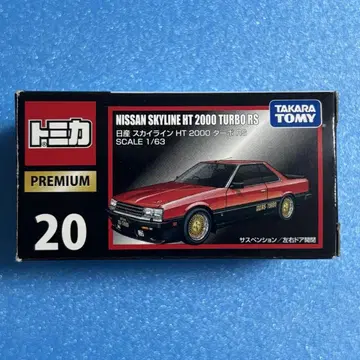 トミカ
PREMIUM
20
NISSAN SKYLINE HT 2000 TURBO RS
日産 スカイライン HT 2000 ターボ RS
SCALE 1/63
TAKARA
TOMY
サスペンション/左右ドア開閉